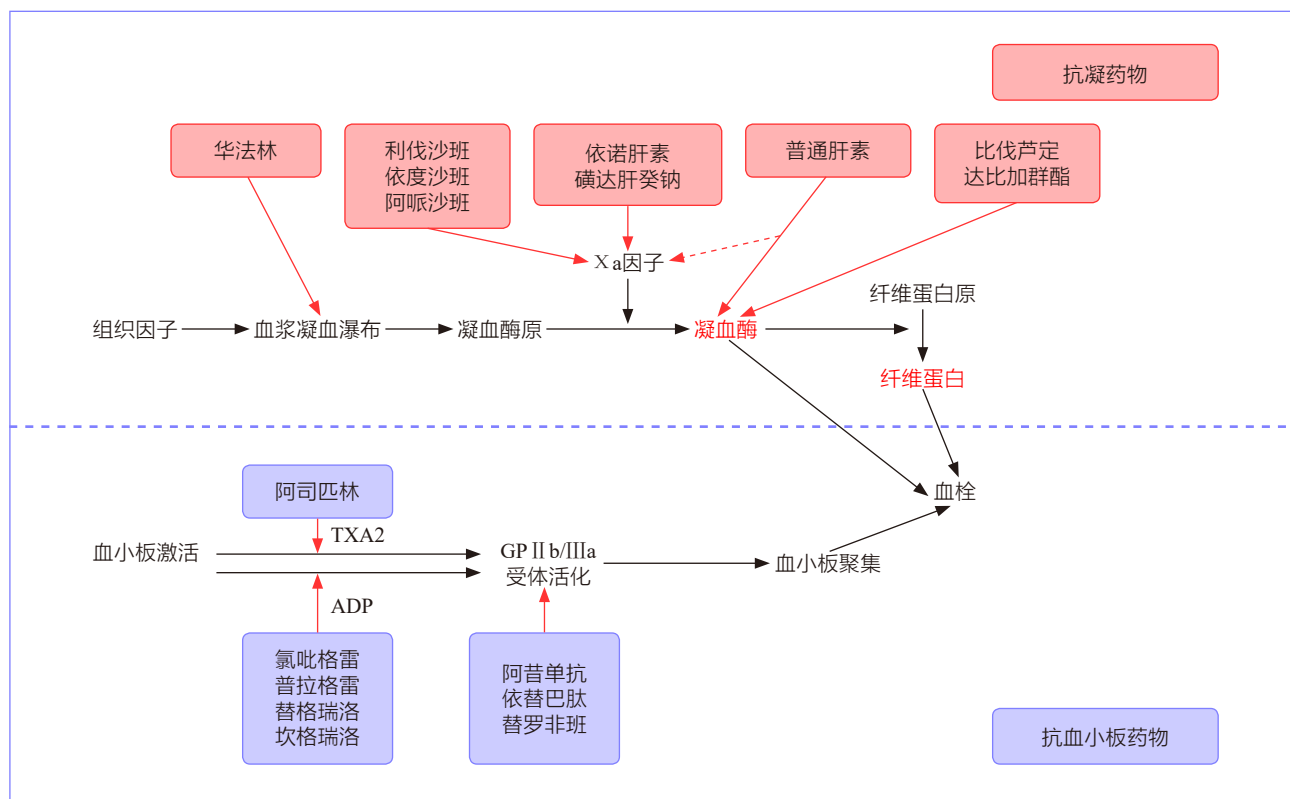 抗凝药物
华法林
利伐沙班
依度沙班
阿哌沙班
依诺肝素
磺达肝癸钠
普通肝素
比伐芦定
达比加群酯
Ⅹa因子
纤维蛋白原
组织因子
血浆凝血瀑布
凝血酶原
凝血酶
纤维蛋白
血栓
阿司匹林
TXA2
血小板激活
GPⅡb/Ⅲa
受体活化
血小板聚集
ADP
氯吡格雷
普拉格雷
替格瑞洛
坎格瑞洛
阿昔单抗
依替巴肽
替罗非班
抗血小板药物